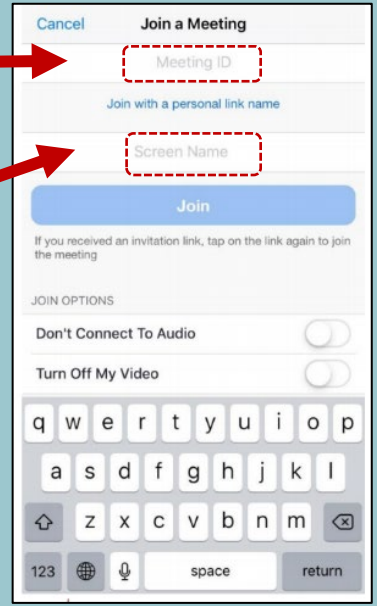 Cancel Join a Meeting
Meeting ID
Join with a personal link name
Screen Name
Join
If you received an invitation link, tap on the link again to join
the meeting
JOIN OPTIONS
Don't Connect To Audio
Turn Off My Video
q w e r t y u i o p
a s d f g h j k l
z x c v b n m
123 space return